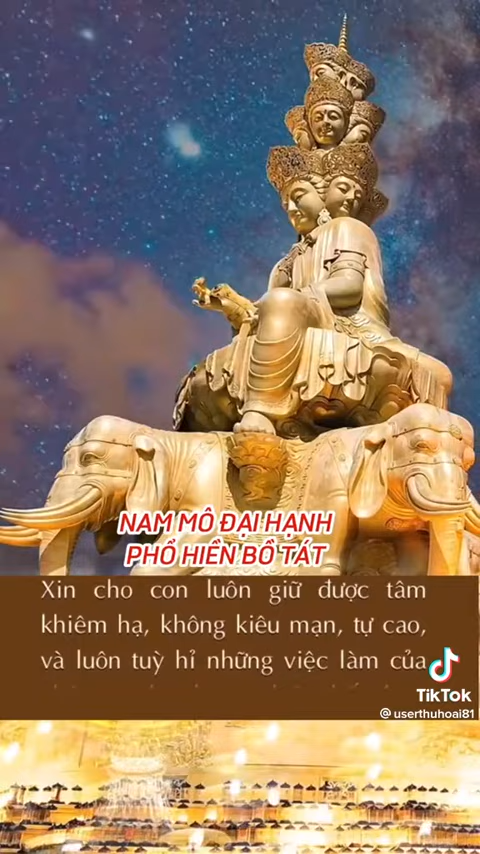 NAM MÔ ĐẠI HẠNH
PHỔ HIỀN BỒ TÁT
Xin cho con luôn giữ được tâm
khiêm hạ, không kiêu mạn, tự cao,
và luôn tuỳ hỉ những việc làm của
TikTok
@userthuhoai81